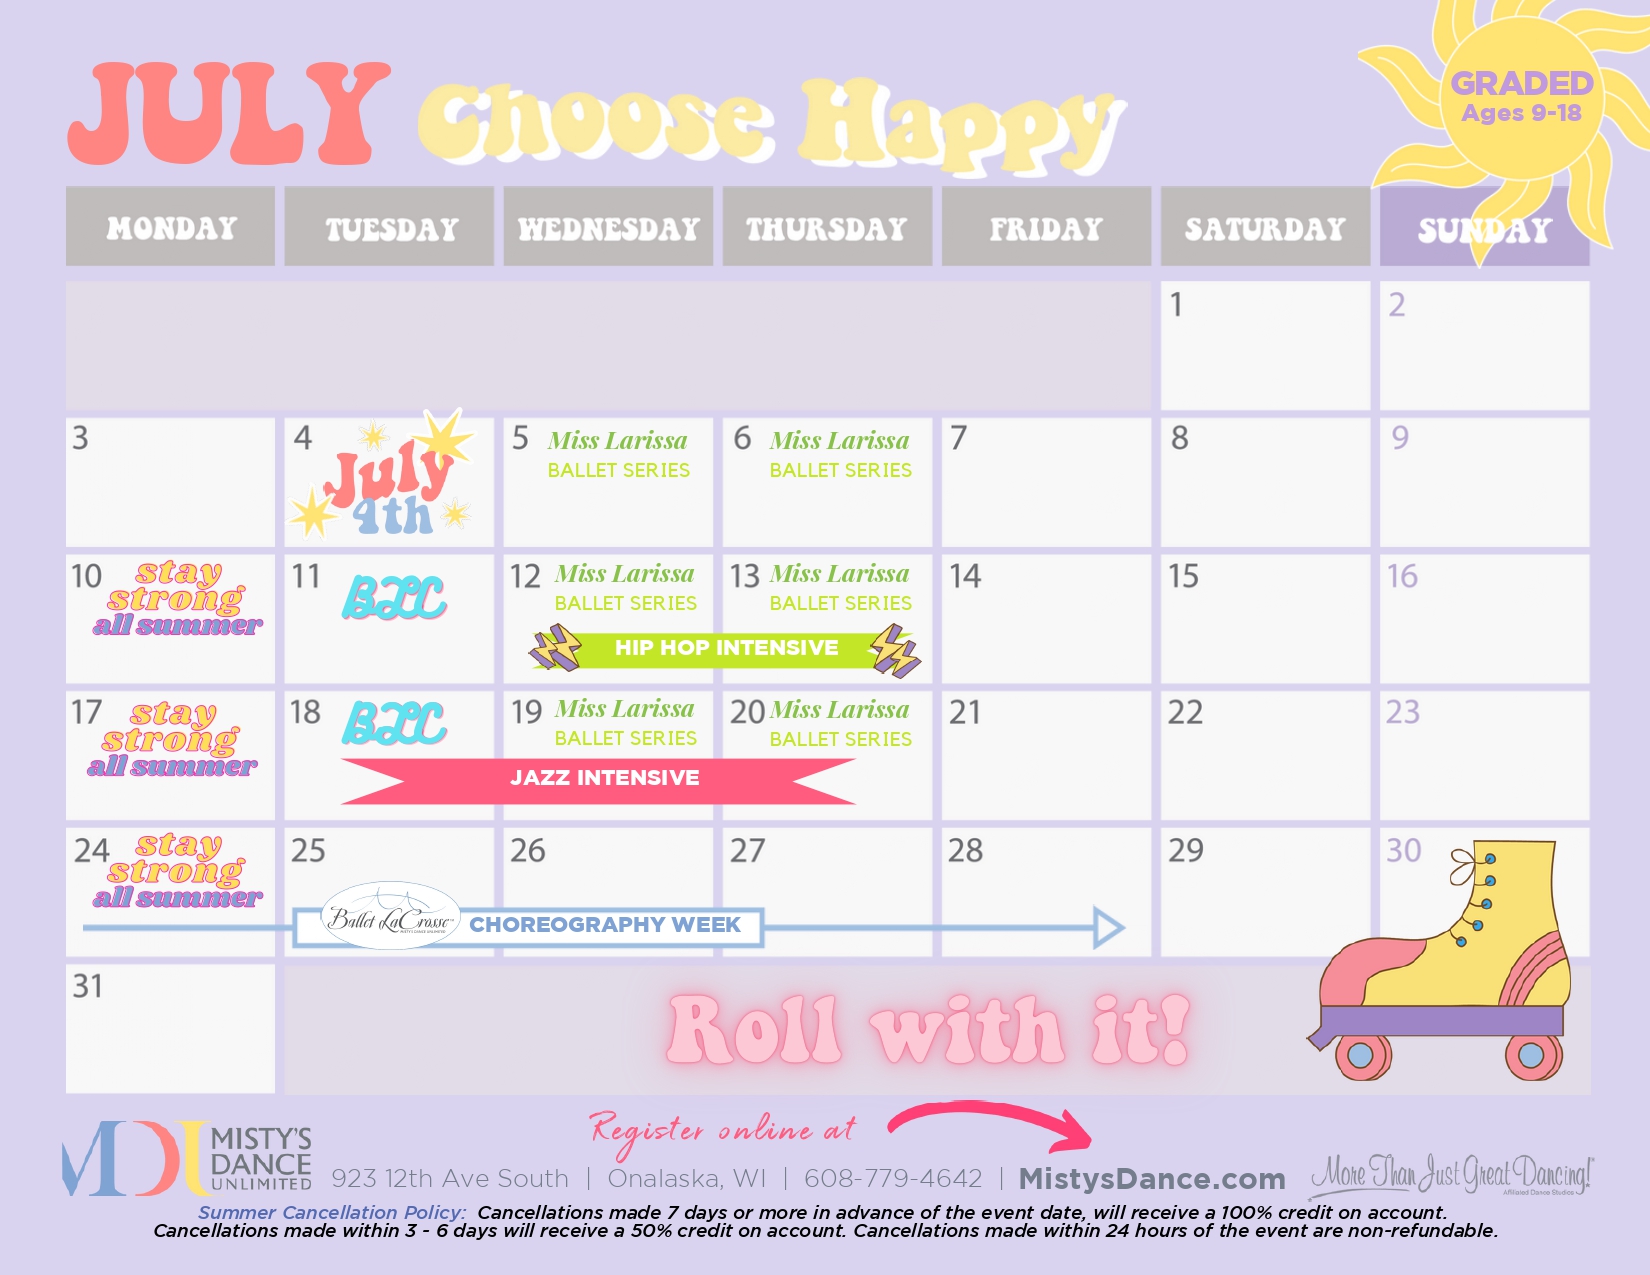 JULY Choose Happy
GRADED
Ages 9-18
MONDAY TUESDAY WEDNESDAY THURSDAY FRIDAY SATURDAY SUNDAY
1 2
3 4 July 4th 5 Miss Larissa BALLET SERIES 6 Miss Larissa BALLET SERIES 7 8 9
10 stay strong all summer 11 BLC 12 Miss Larissa BALLET SERIES 13 Miss Larissa BALLET SERIES 14 15 16
HIP HOP INTENSIVE
17 stay strong all summer 18 BLC 19 Miss Larissa BALLET SERIES 20 Miss Larissa BALLET SERIES 21 22 23
JAZZ INTENSIVE
24 stay strong all summer 25 26 27 28 29 30
Ballet LaCrosse CHOREOGRAPHY WEEK
31
Roll with it!
Register online at
MDU MISTY'S DANCE UNLIMITED
923 12th Ave South | Onalaska, WI | 608-779-4642 | MistysDance.com
More Than Just Great Dancing!
Affiliated Dance Studios
Summer Cancellation Policy: Cancellations made 7 days or more in advance of the event date, will receive a 100% credit on account.
Cancellations made within 3 - 6 days will receive a 50% credit on account. Cancellations made within 24 hours of the event are non-refundable.